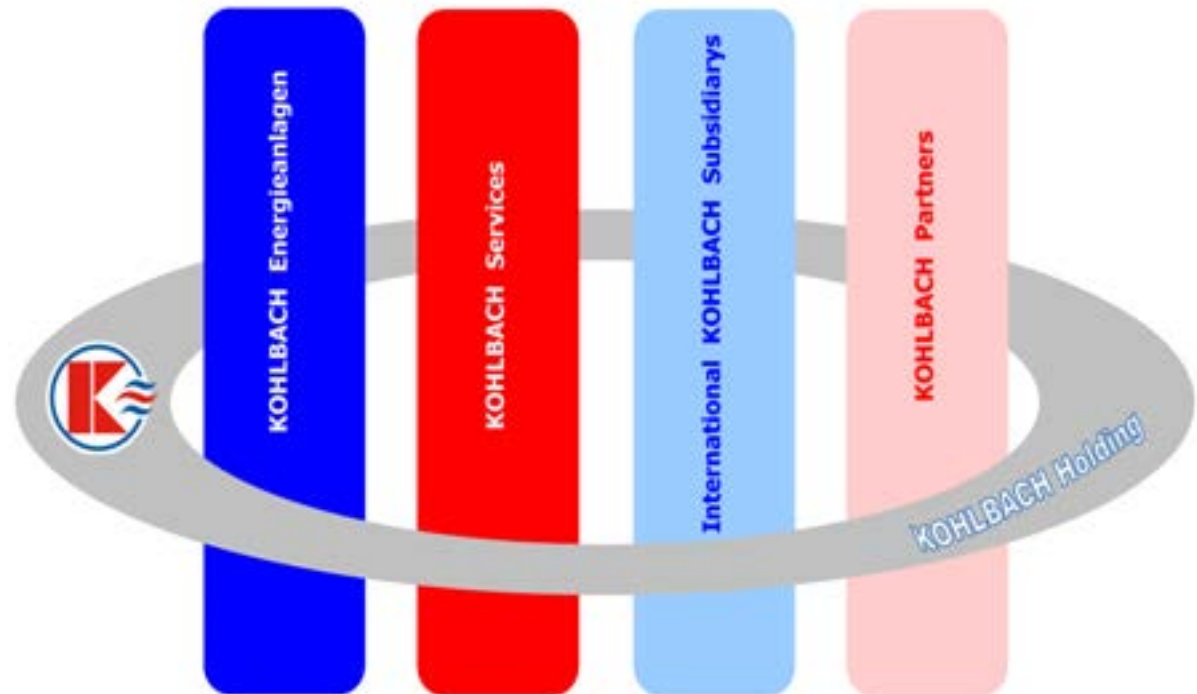 KOHLBACH Energieanlagen
KOHLBACH Services
International KOHLBACH Subsidiarys
KOHLBACH Partners
K
KOHLBACH Holding